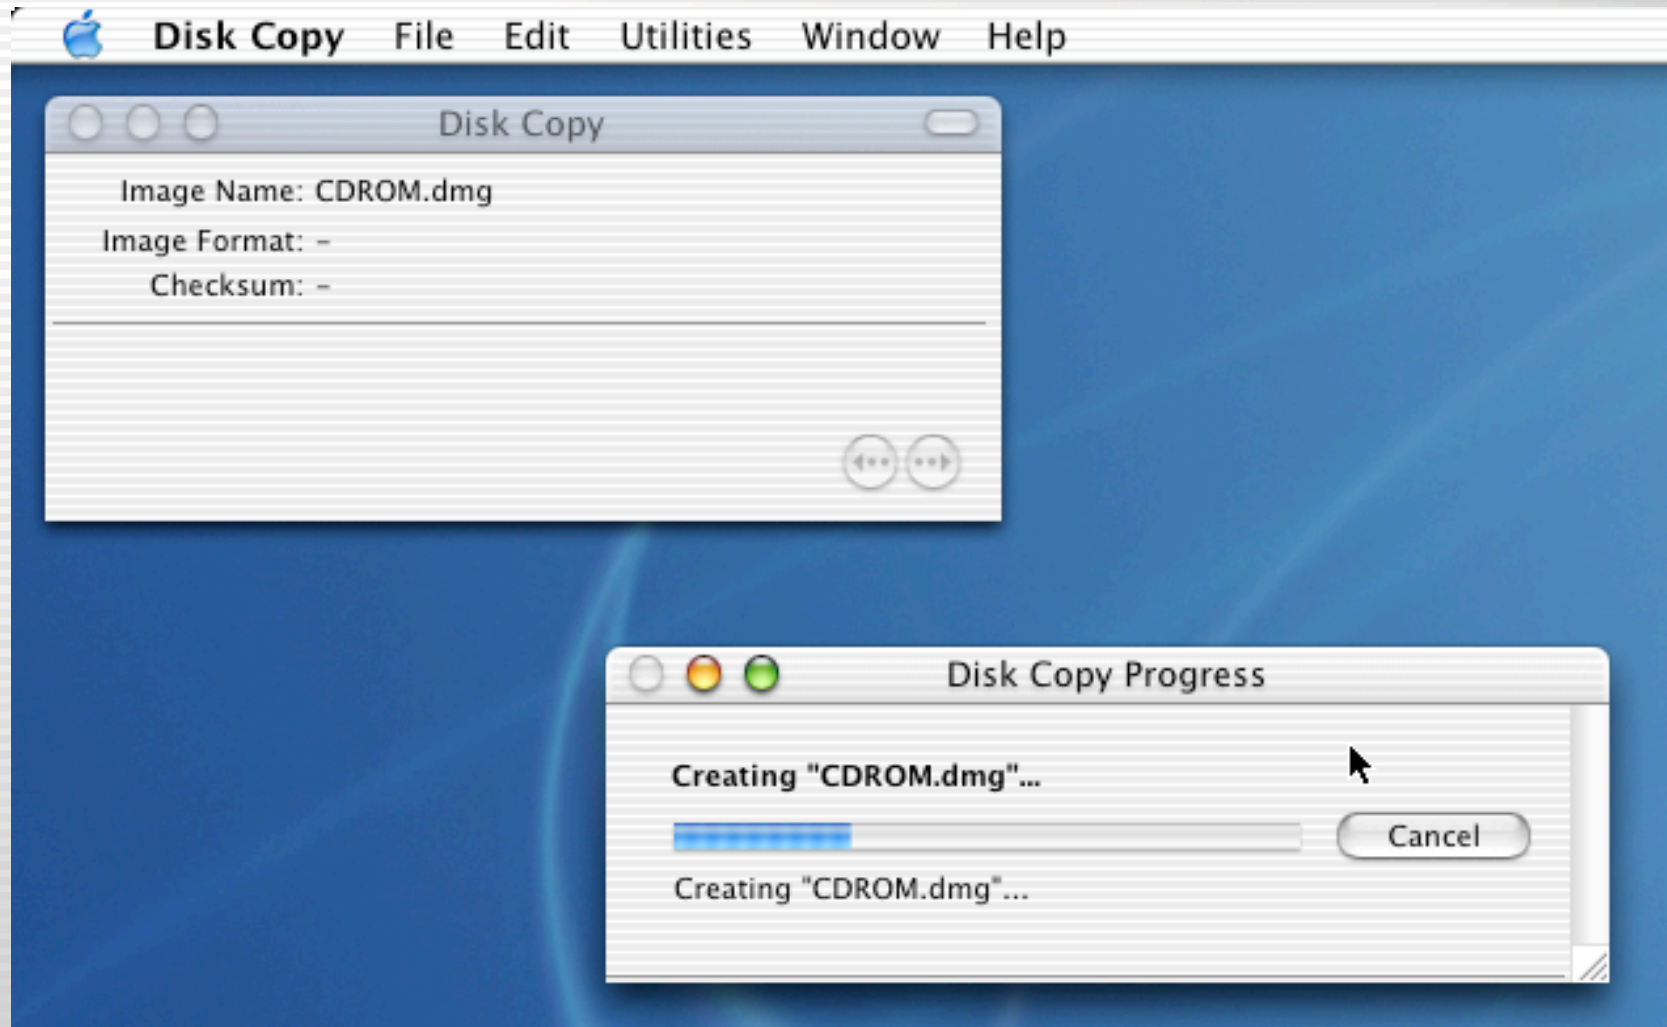 Disk Copy File Edit Utilities Window Help
Disk Copy
Image Name: CDROM.dmg
Image Format: –
Checksum: –
Disk Copy Progress
Creating "CDROM.dmg"...
Cancel
Creating "CDROM.dmg"...